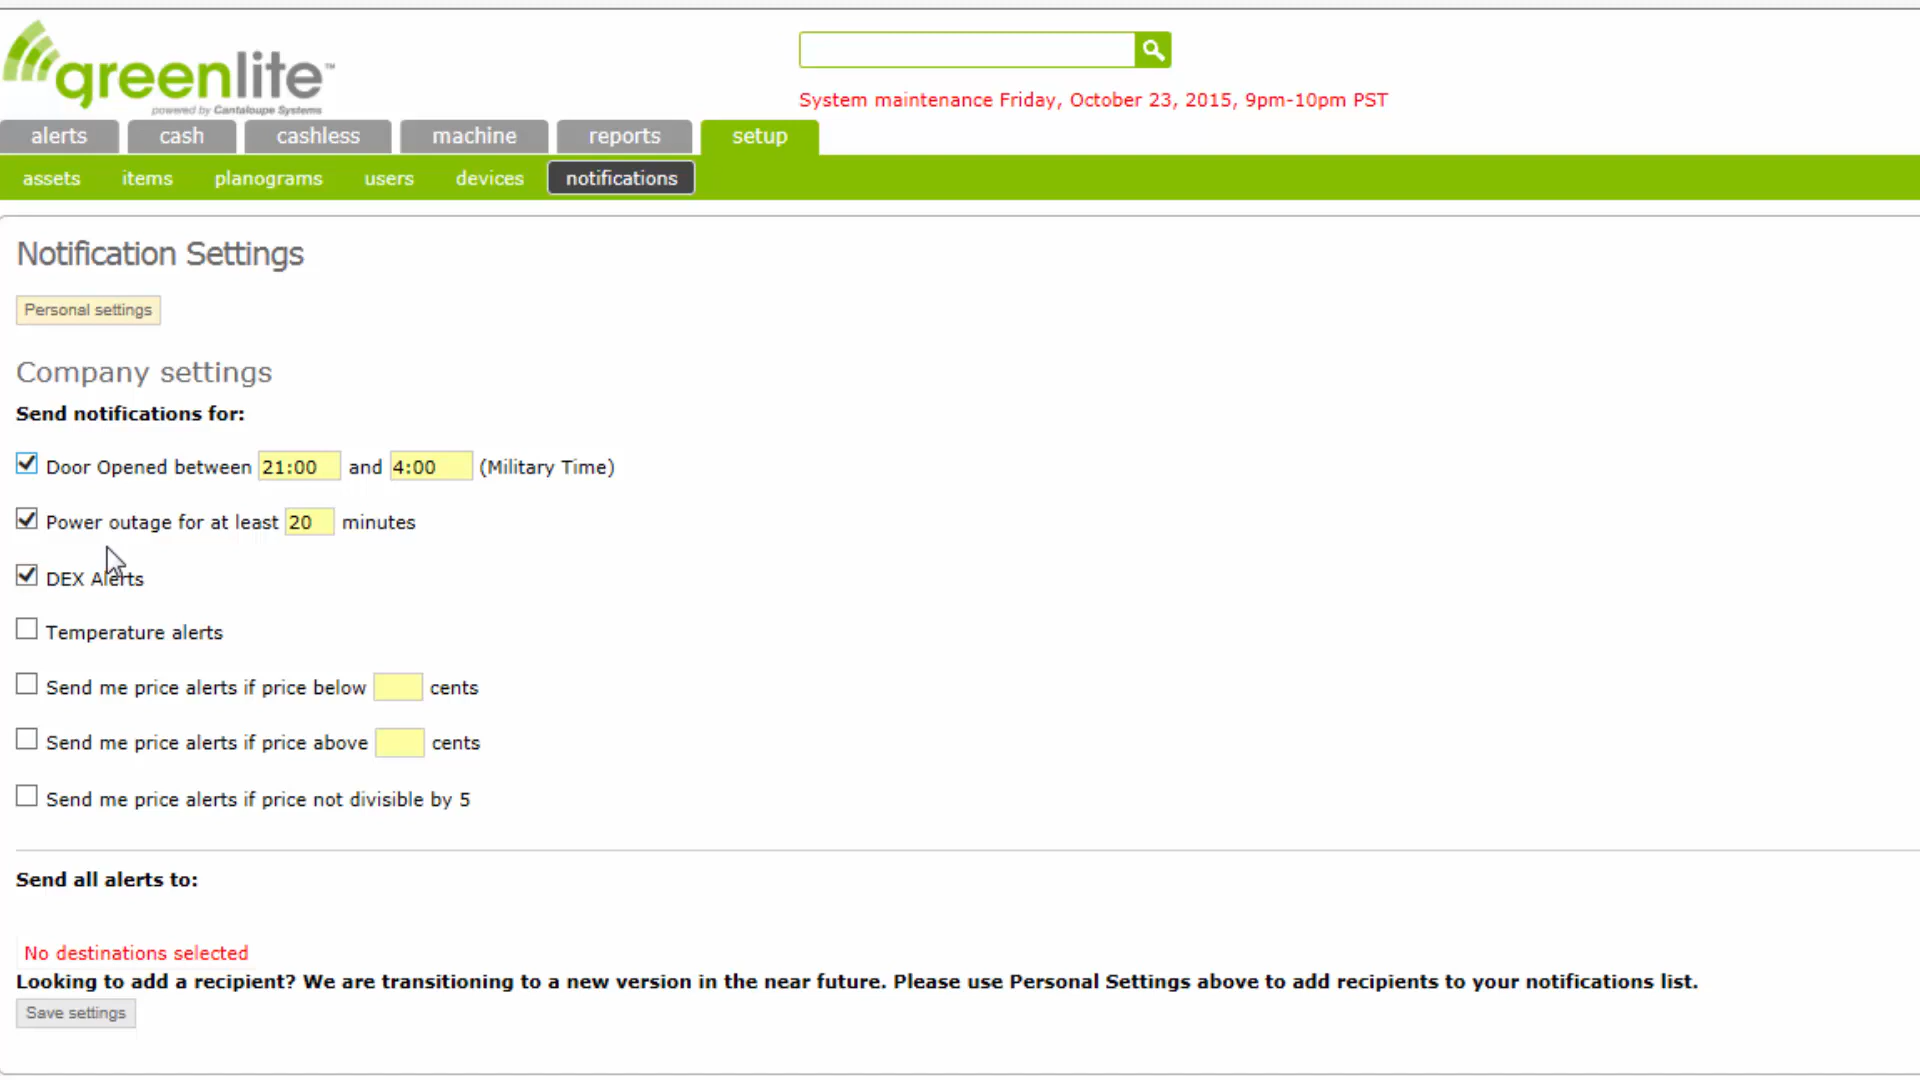 greenlite™
powered by Cantaloupe Systems
System maintenance Friday, October 23, 2015, 9pm-10pm PST
alerts cash cashless machine reports setup
assets items planograms users devices notifications
Notification Settings
Personal settings
Company settings
Send notifications for:
Door Opened between 21:00 and 4:00 (Military Time)
Power outage for at least 20 minutes
DEX Alerts
Temperature alerts
Send me price alerts if price below cents
Send me price alerts if price above cents
Send me price alerts if price not divisible by 5
Send all alerts to:
No destinations selected
Looking to add a recipient? We are transitioning to a new version in the near future. Please use Personal Settings above to add recipients to your notifications list.
Save settings